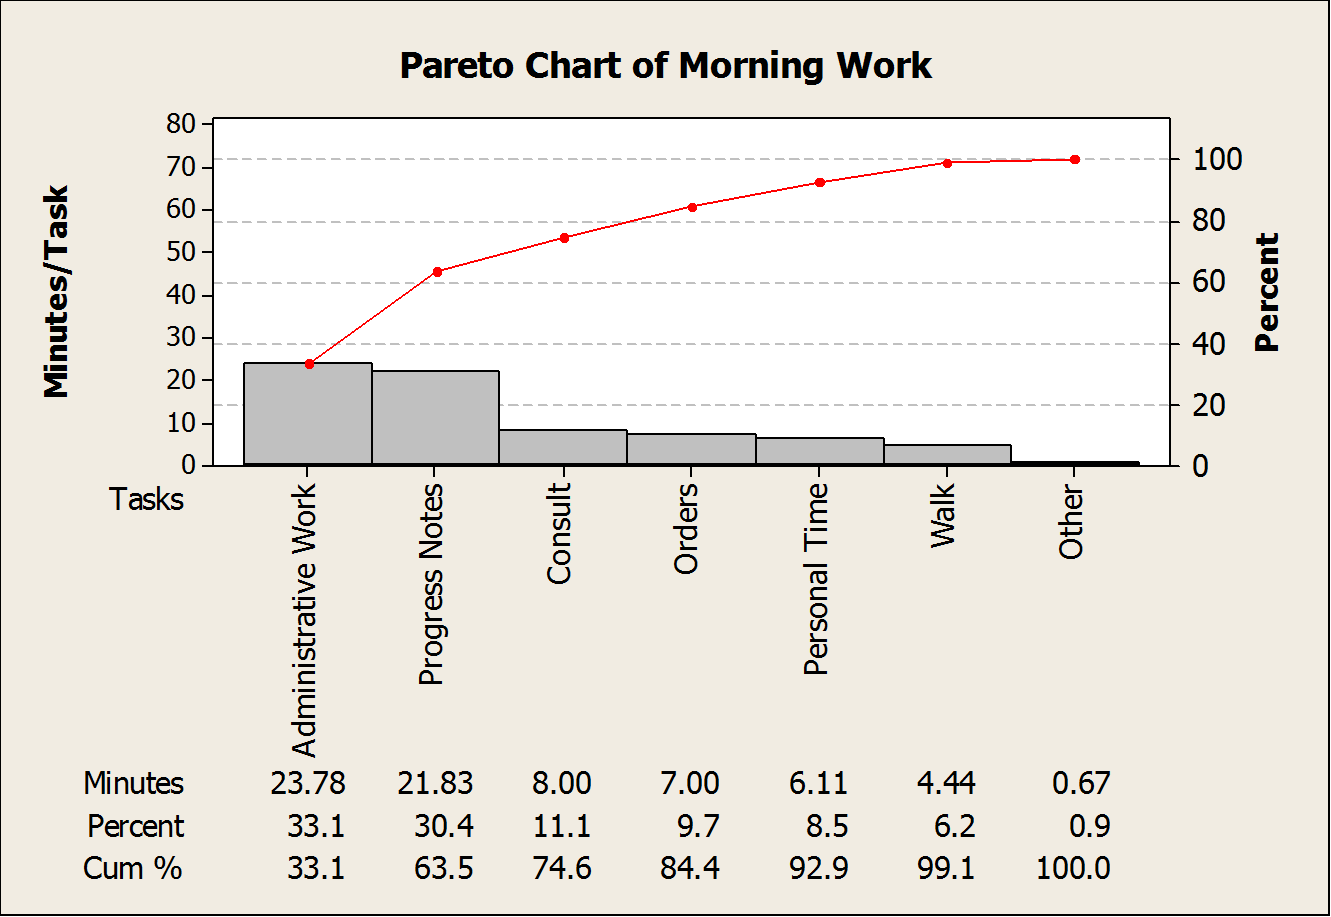 Pareto Chart of Morning Work
Minutes/Task
80
70
60
50
40
30
20
10
0
Percent
100
80
60
40
20
0
Tasks
Administrative Work
Progress Notes
Consult
Orders
Personal Time
Walk
Other
Minutes 23.78 21.83 8.00 7.00 6.11 4.44 0.67
Percent 33.1 30.4 11.1 9.7 8.5 6.2 0.9
Cum % 33.1 63.5 74.6 84.4 92.9 99.1 100.0